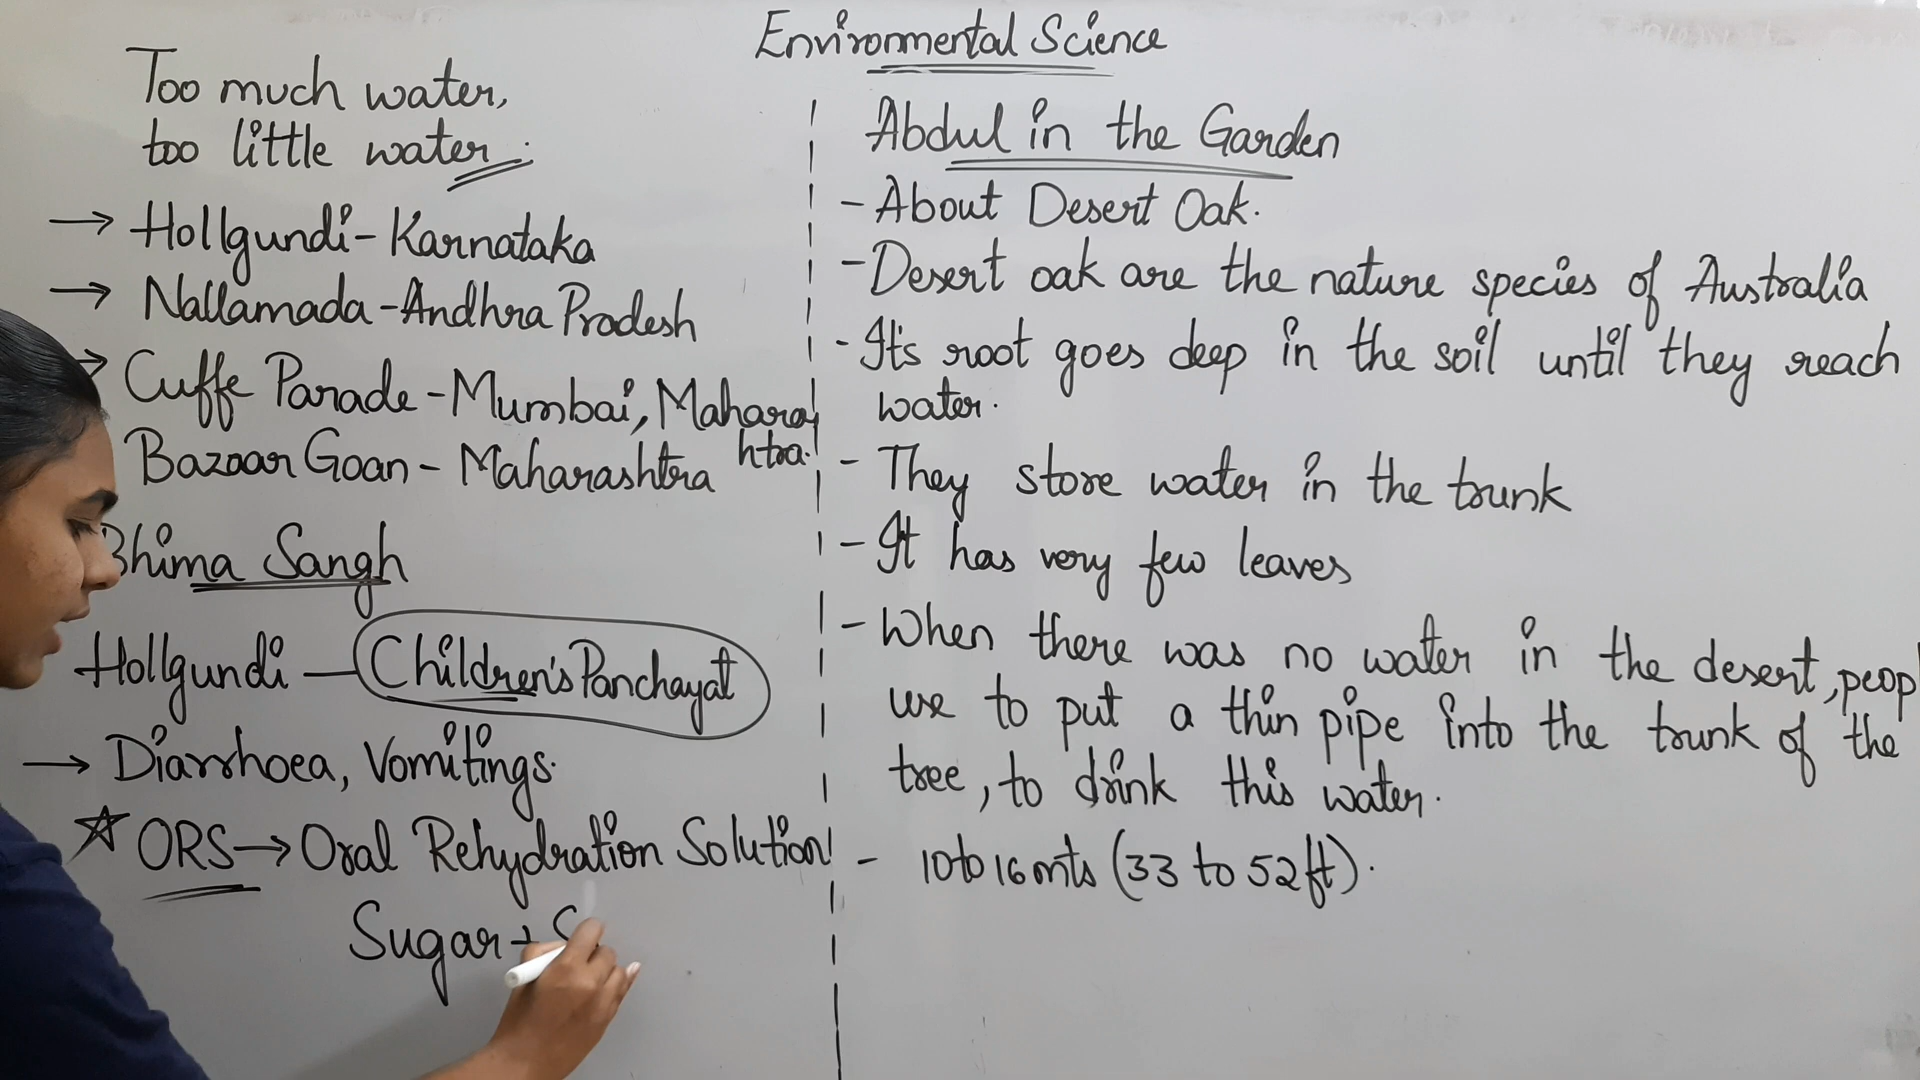 Environmental Science
Too much water,
too little water.
→ Hollgundi - Karnataka
→ Nallamada - Andhra Pradesh
→ Cuffe Parade - Mumbai, Maharas
htra.
Bazaar Goan - Maharashtra
Bhima Sangh
Hollgundi — Children's Panchayat
→ Diarrhoea, Vomitings.
☆ ORS → Oral Rehydration Solution
Sugar + S
Abdul in the Garden
- About Desert Oak.
- Desert oak are the nature species of Australia
- It's root goes deep in the soil until they reach
water.
- They store water in the trunk
- It has very few leaves
- When there was no water in the desert, peopl
use to put a thin pipe into the trunk of the
tree, to drink this water.
- 10 to 16 mts (33 to 52 ft).